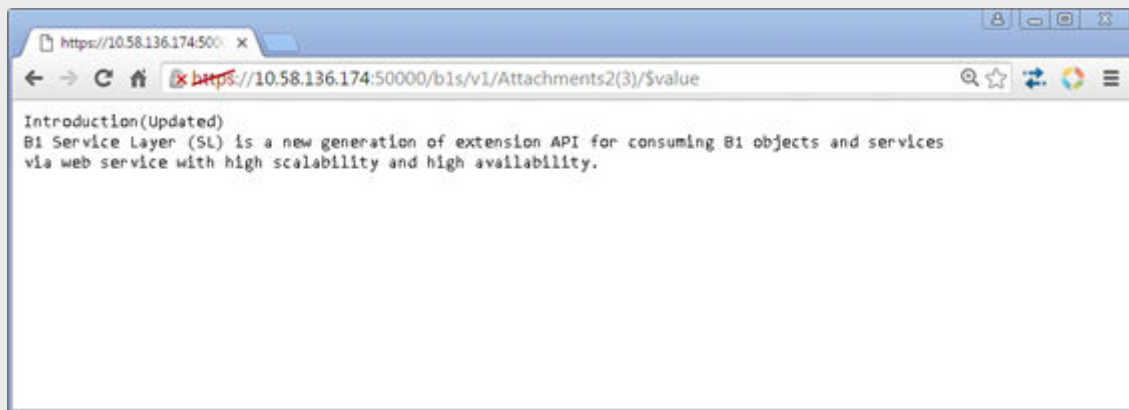 https://10.58.136.174:500
https://10.58.136.174:50000/b1s/v1/Attachments2(3)/$value
Introduction(Updated)
B1 Service Layer (SL) is a new generation of extension API for consuming B1 objects and services
via web service with high scalability and high availability.